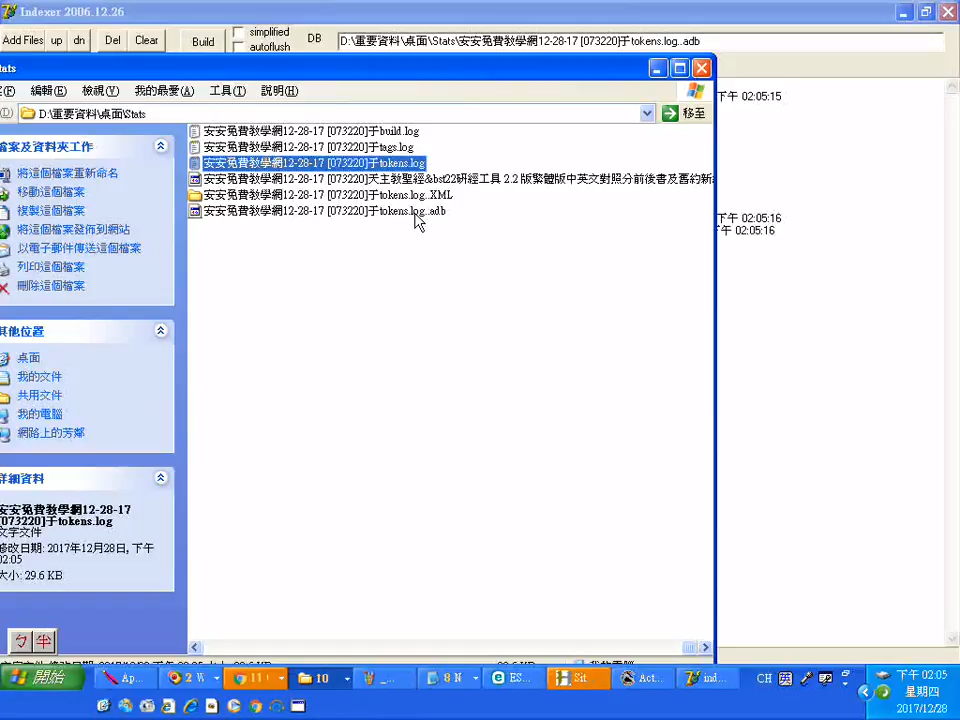 Indexer 2006.12.26
Add Files up dn Del Clear Build simplified autoflush DB D:\重要資料\桌面\Stats\安安免費教學網12-28-17 [073220]于tokens.log..adb
tats
編輯(E) 檢視(V) 我的最愛(A) 工具(T) 說明(H)
D:\重要資料\桌面\Stats 移至
下午 02:05:15
下午 02:05:16
下午 02:05:16
檔案及資料夾工作
將這個檔案重新命名
移動這個檔案
複製這個檔案
將這個檔案發佈到網站
以電子郵件傳送這個檔案
列印這個檔案
刪除這個檔案
其他位置
桌面
我的文件
共用文件
我的電腦
網路上的芳鄰
詳細資料
安安免費教學網12-28-17
[073220]于tokens.log
文字文件
修改日期: 2017年12月28日, 下午
02:05
大小: 29.6 KB
安安免費教學網12-28-17 [073220]于build.log
安安免費教學網12-28-17 [073220]于tags.log
安安免費教學網12-28-17 [073220]于tokens.log
安安免費教學網12-28-17 [073220]天主教聖經&bst22研經工具 2.2 版繁體版中英文對照分前後書及舊約新
安安免費教學網12-28-17 [073220]于tokens.log..XML
安安免費教學網12-28-17 [073220]于tokens.log..adb
ㄅ 半
開始 Ap... 2 W 11 10 _... 8 N ES... Sit Act... ind... CH 下午 02:05
星期四
2017/12/28